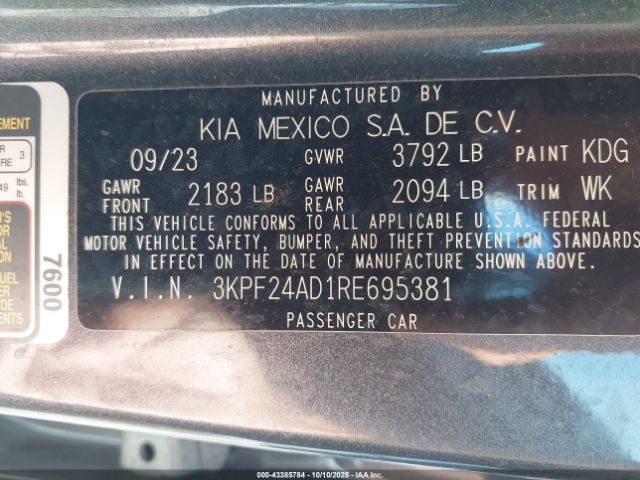 MANUFACTURED BY
KIA MEXICO S.A. DE C.V.
09/23 GVWR 3792 LB PAINT KDG
GAWR FRONT 2183 LB GAWR REAR 2094 LB TRIM WK
THIS VEHICLE CONFORMS TO ALL APPLICABLE U.S.A. FEDERAL
MOTOR VEHICLE SAFETY, BUMPER, AND THEFT PREVENTION STANDARDS
IN EFFECT ON THE DATE OF MANUFACTURE SHOWN ABOVE.
V.I.N. 3KPF24AD1RE695381
PASSENGER CAR
7600
000-43385784 - 10/10/2025 - IAAI.COM